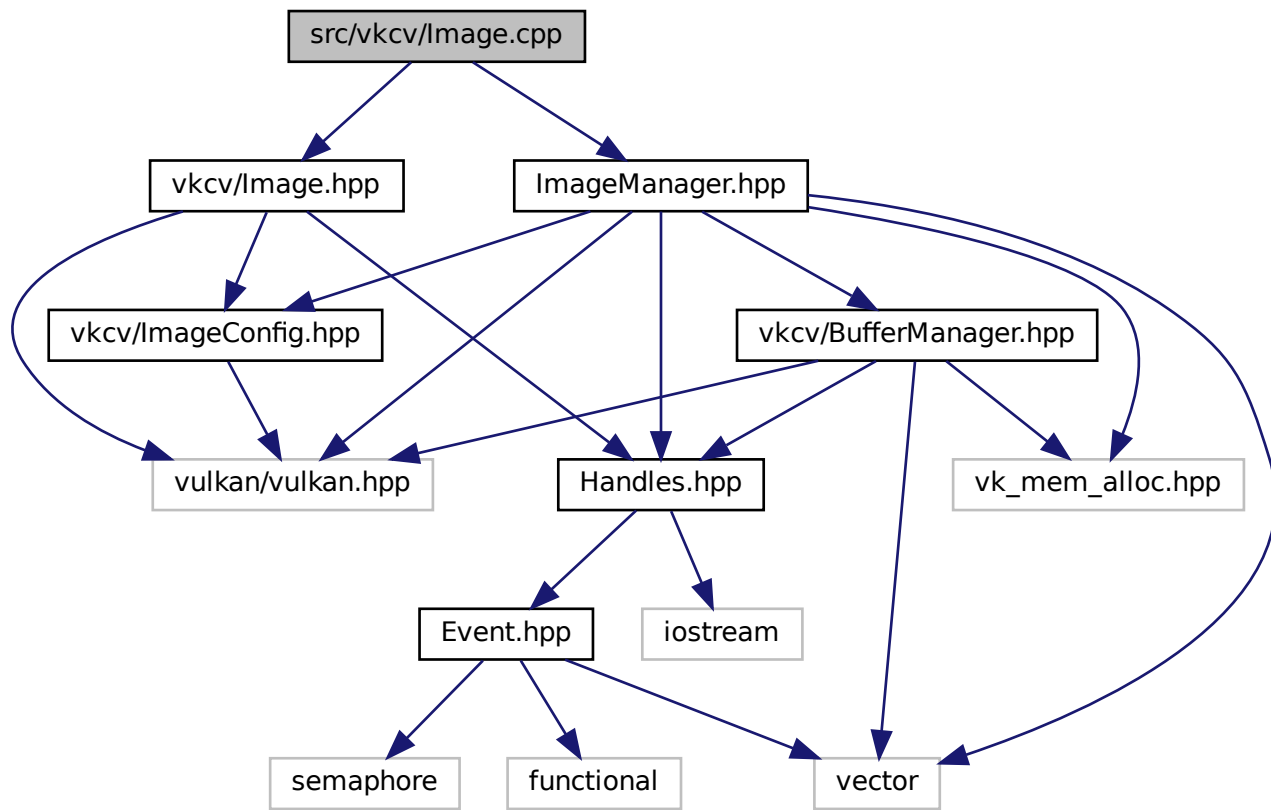 src/vkcv/Image.cpp
vkcv/Image.hpp
ImageManager.hpp
vkcv/ImageConfig.hpp
vkcv/BufferManager.hpp
vulkan/vulkan.hpp
Handles.hpp
vk_mem_alloc.hpp
Event.hpp
iostream
semaphore
functional
vector